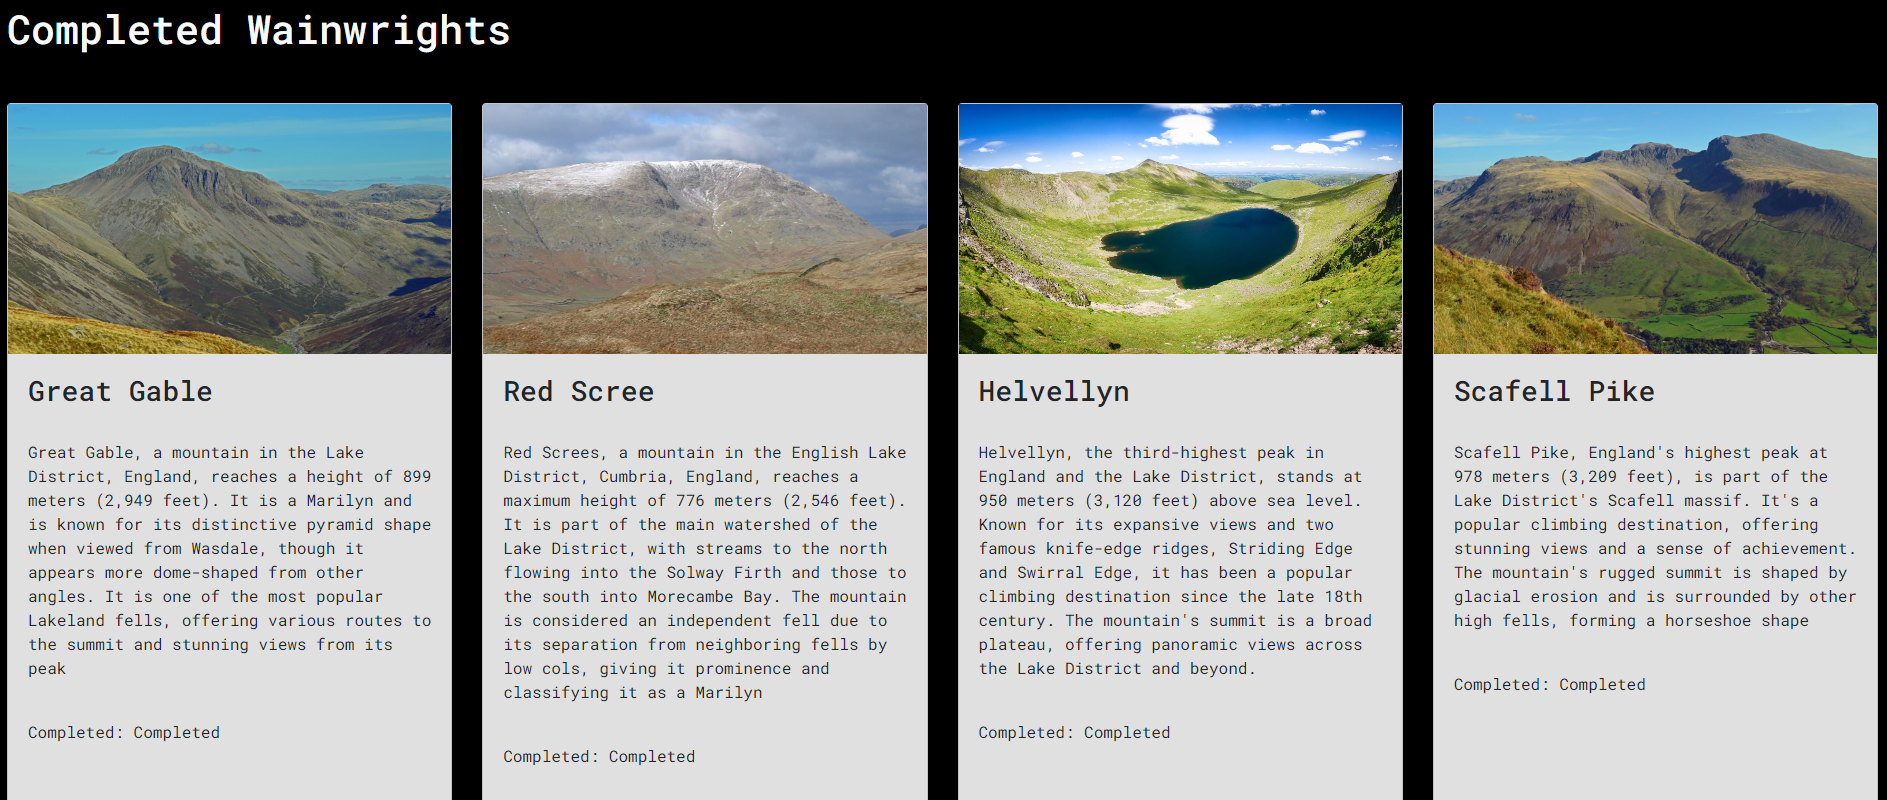 Completed Wainwrights
Great Gable
Great Gable, a mountain in the Lake
District, England, reaches a height of 899
meters (2,949 feet). It is a Marilyn and
is known for its distinctive pyramid shape
when viewed from Wasdale, though it
appears more dome-shaped from other
angles. It is one of the most popular
Lakeland fells, offering various routes to
the summit and stunning views from its
peak
Completed: Completed
Red Scree
Red Screes, a mountain in the English Lake
District, Cumbria, England, reaches a
maximum height of 776 meters (2,546 feet).
It is part of the main watershed of the
Lake District, with streams to the north
flowing into the Solway Firth and those to
the south into Morecambe Bay. The mountain
is considered an independent fell due to
its separation from neighboring fells by
low cols, giving it prominence and
classifying it as a Marilyn
Completed: Completed
Helvellyn
Helvellyn, the third-highest peak in
England and the Lake District, stands at
950 meters (3,120 feet) above sea level.
Known for its expansive views and two
famous knife-edge ridges, Striding Edge
and Swirral Edge, it has been a popular
climbing destination since the late 18th
century. The mountain's summit is a broad
plateau, offering panoramic views across
the Lake District and beyond.
Completed: Completed
Scafell Pike
Scafell Pike, England's highest peak at
978 meters (3,209 feet), is part of the
Lake District's Scafell massif. It's a
popular climbing destination, offering
stunning views and a sense of achievement.
The mountain's rugged summit is shaped by
glacial erosion and is surrounded by other
high fells, forming a horseshoe shape
Completed: Completed